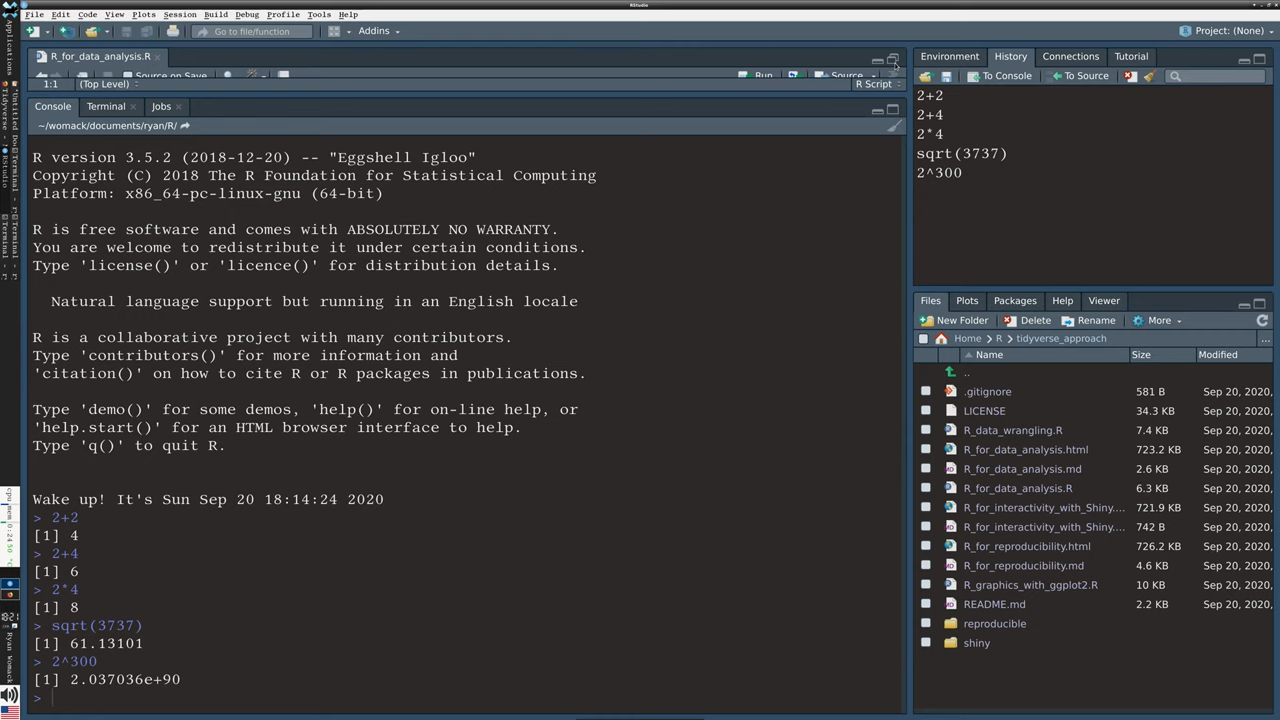 RStudio
File Edit Code View Plots Session Build Debug Profile Tools Help
Go to file/function
Addins
Project: (None)
R_for_data_analysis.R
Source on Save
Run
Source
1:1 (Top Level)
R Script
Console Terminal Jobs
~/womack/documents/ryan/R/
R version 3.5.2 (2018-12-20) -- "Eggshell Igloo"
Copyright (C) 2018 The R Foundation for Statistical Computing
Platform: x86_64-pc-linux-gnu (64-bit)
R is free software and comes with ABSOLUTELY NO WARRANTY.
You are welcome to redistribute it under certain conditions.
Type 'license()' or 'licence()' for distribution details.
Natural language support but running in an English locale
R is a collaborative project with many contributors.
Type 'contributors()' for more information and
'citation()' on how to cite R or R packages in publications.
Type 'demo()' for some demos, 'help()' for on-line help, or
'help.start()' for an HTML browser interface to help.
Type 'q()' to quit R.
Wake up! It's Sun Sep 20 18:14:24 2020
> 2+2
[1] 4
> 2+4
[1] 6
> 2*4
[1] 8
> sqrt(3737)
[1] 61.13101
> 2^300
[1] 2.037036e+90
>
Environment History Connections Tutorial
To Console To Source
2+2
2+4
2*4
sqrt(3737)
2^300
Files Plots Packages Help Viewer
New Folder Delete Rename More
Home R tidyverse_approach
Name Size Modified
..
.gitignore 581 B Sep 20, 2020,
LICENSE 34.3 KB Sep 20, 2020,
R_data_wrangling.R 7.4 KB Sep 20, 2020,
R_for_data_analysis.html 723.2 KB Sep 20, 2020,
R_for_data_analysis.md 2.6 KB Sep 20, 2020,
R_for_data_analysis.R 6.3 KB Sep 20, 2020,
R_for_interactivity_with_Shiny.... 721.9 KB Sep 20, 2020,
R_for_interactivity_with_Shiny.... 742 B Sep 20, 2020,
R_for_reproducibility.html 726.2 KB Sep 20, 2020,
R_for_reproducibility.md 4.6 KB Sep 20, 2020,
R_graphics_with_ggplot2.R 10 KB Sep 20, 2020,
README.md 2.2 KB Sep 20, 2020,
reproducible
shiny
Applications
Tidyverse -
RStudio
Ryan Womack